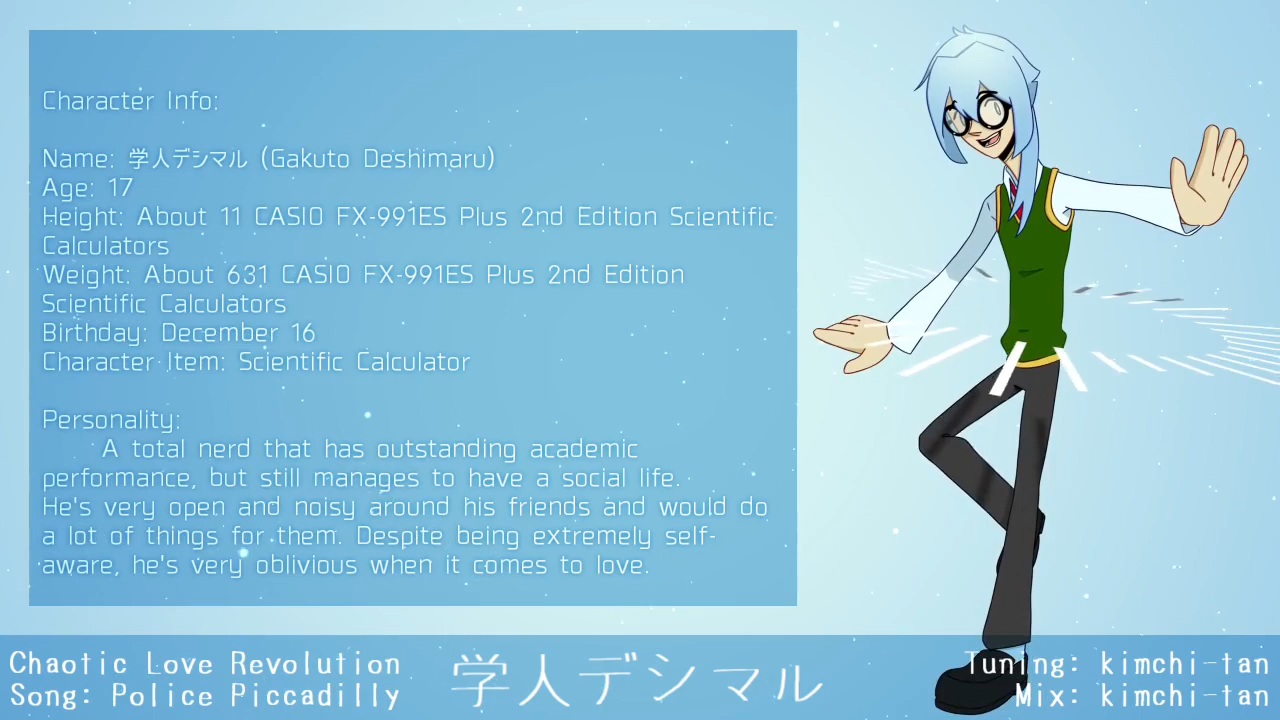 Character Info:
Name: 学人デシマル (Gakuto Deshimaru)
Age: 17
Height: About 11 CASIO FX-991ES Plus 2nd Edition Scientific
Calculators
Weight: About 631 CASIO FX-991ES Plus 2nd Edition
Scientific Calculators
Birthday: December 16
Character Item: Scientific Calculator
Personality:
A total nerd that has outstanding academic
performance, but still manages to have a social life.
He's very open and noisy around his friends and would do
a lot of things for them. Despite being extremely self-
aware, he's very oblivious when it comes to love.
Chaotic Love Revolution
Song: Police Piccadilly
学人デシマル
Tuning: kimchi-tan
Mix: kimchi-tan